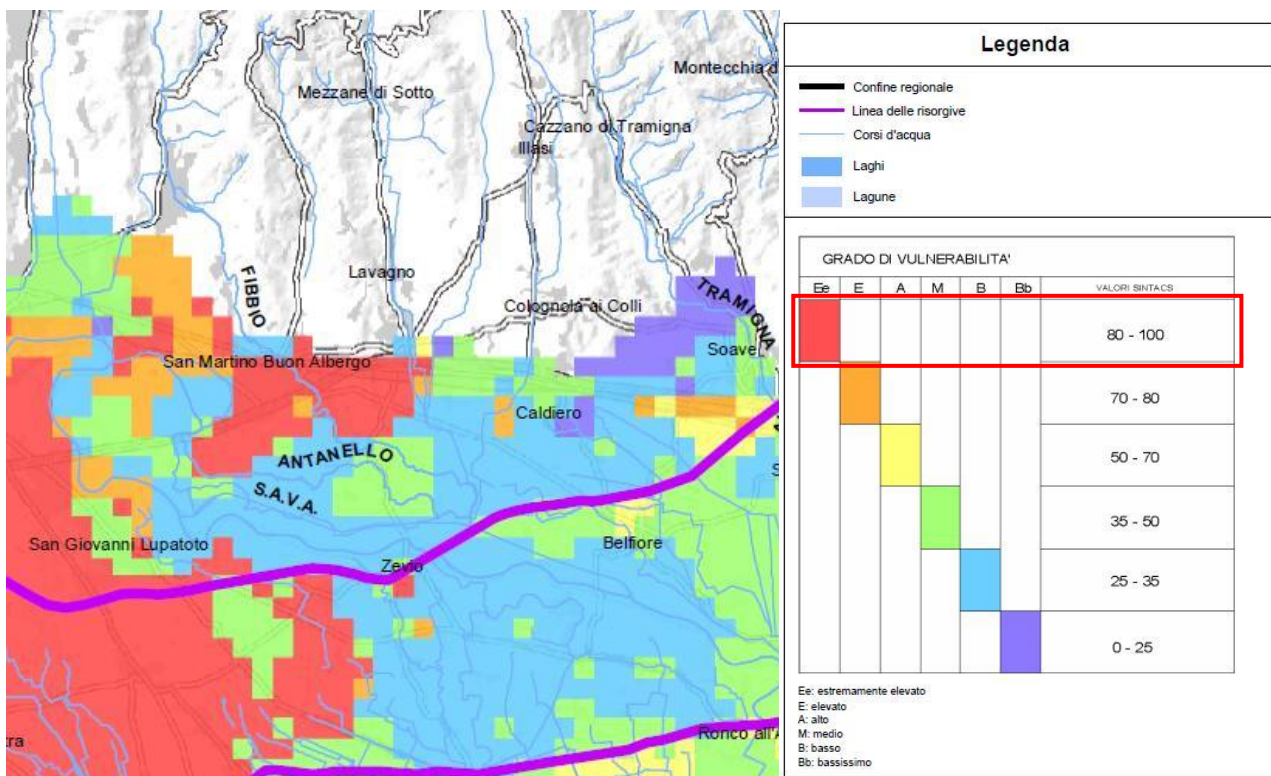 Montecchia d
Mezzane di Sotto
Cazzano di Tramigna
Illasi
FIBBIO
Lavagno
TRAMIGNA
Colognola ai Colli
San Martino Buon Albergo
Soave
Caldiero
ANTANELLO
S.A.V.A.
San Giovanni Lupatoto
Belfiore
Zevio
Ronco all'A
tra
Legenda
Confine regionale
Linea delle risorgive
Corsi d'acqua
Laghi
Lagune
GRADO DI VULNERABILITA'
Ee E A M B Bb VALORI SINTACS
80 - 100
70 - 80
50 - 70
35 - 50
25 - 35
0 - 25
Ee: estremamente elevato
E: elevato
A: alto
M: medio
B: basso
Bb: bassissimo